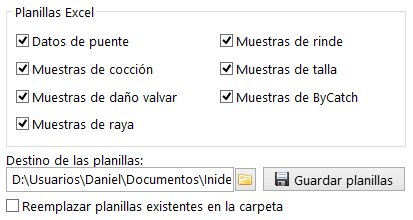 Planillas Excel
Datos de puente
Muestras de rinde
Muestras de cocción
Muestras de talla
Muestras de daño valvar
Muestras de ByCatch
Muestras de raya
Destino de las planillas:
D:\Usuarios\Daniel\Documentos\Inide
Guardar planillas
Reemplazar planillas existentes en la carpeta